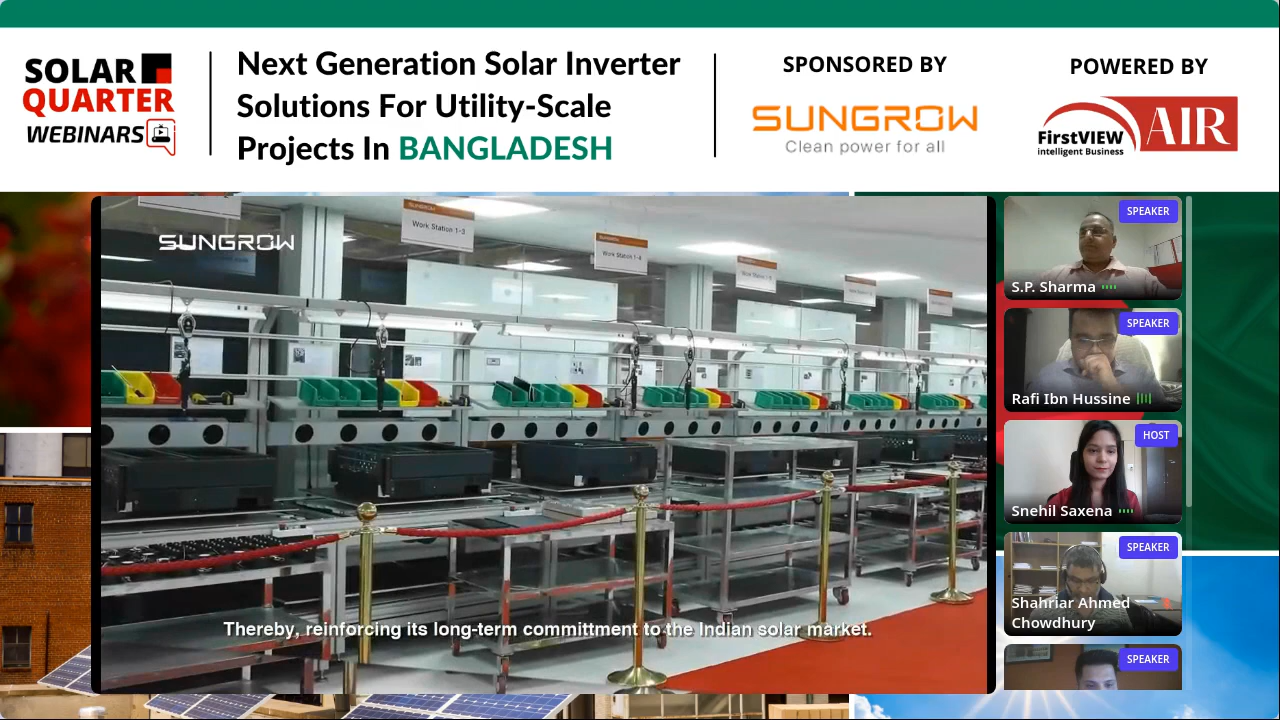 SOLAR
QUARTER
WEBINARS
Next Generation Solar Inverter
Solutions For Utility-Scale
Projects In BANGLADESH
SPONSORED BY
SUNGROW
Clean power for all
POWERED BY
FirstVIEW
intelligent Business
AIR
SUNGROW
Work Station 1-3
Work Station 1-4
Thereby, reinforcing its long-term committment to the Indian solar market.
SPEAKER
S.P. Sharma
SPEAKER
Rafi Ibn Hussine
HOST
Snehil Saxena
SPEAKER
Shahriar Ahmed
Chowdhury
SPEAKER